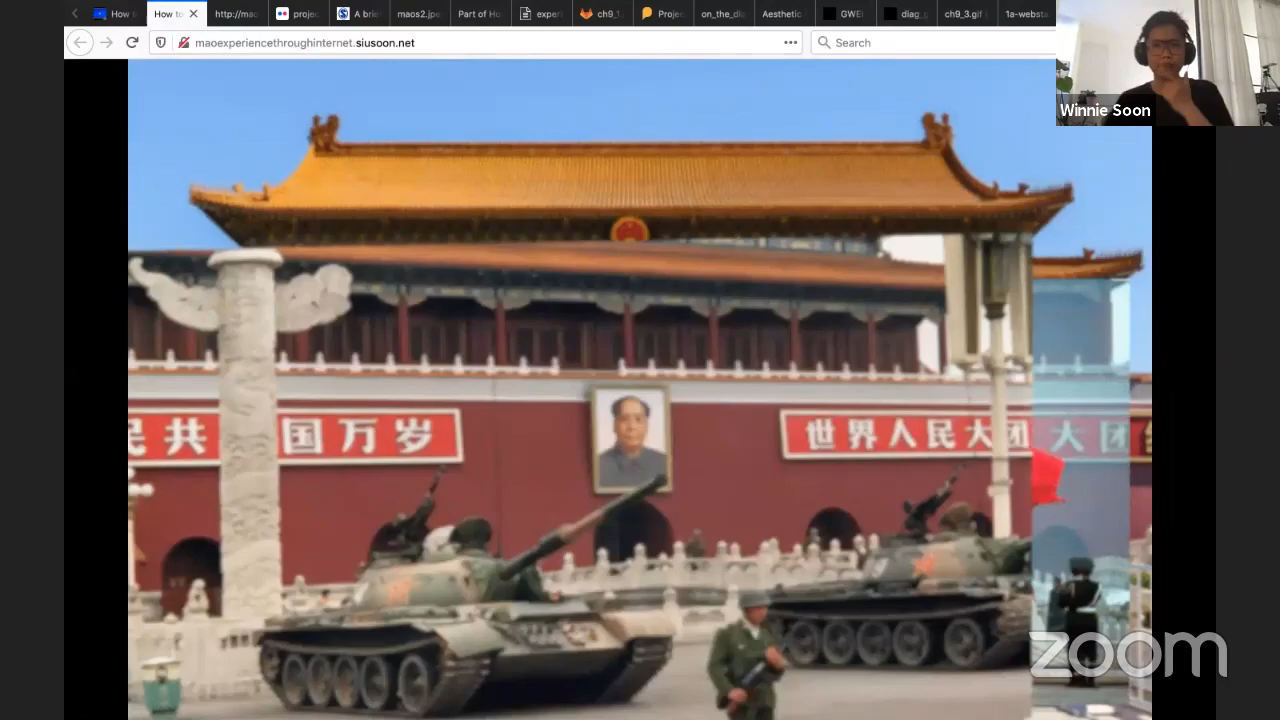 How t
How to
http://mao
projec
A brie
maos2.jpe
Part of Ho
experi
ch9_1
Proje
on_the_di
Aesthetic
GWEI
diag_
ch9_3.gif
1a-websta
maoexperiencethroughinternet.siusoon.net
Search
Winnie Soon
民共
国万岁
世界人民大团
大团
zoom